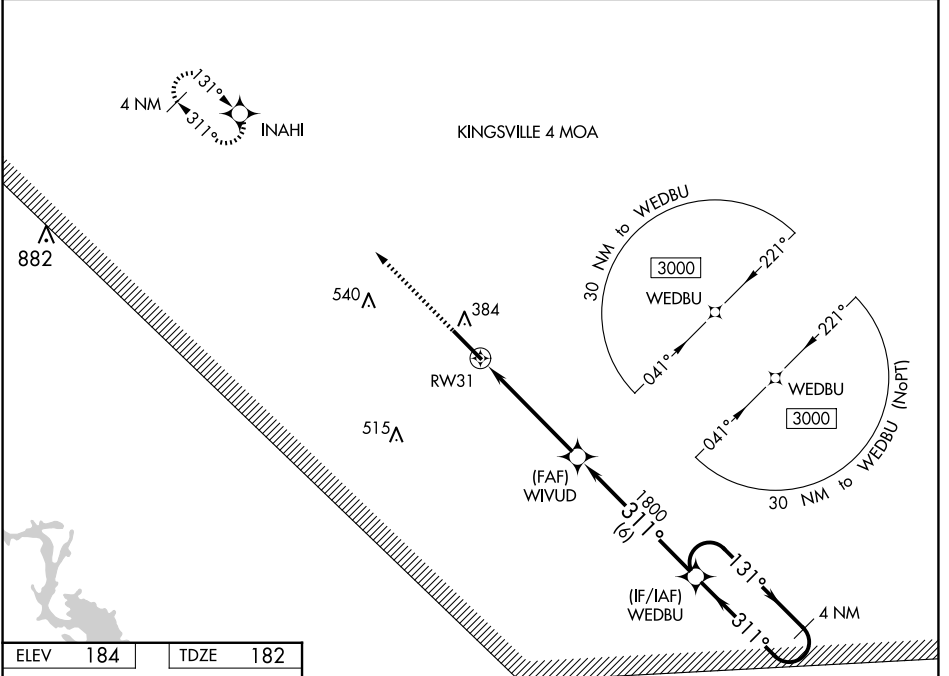 131°
4 NM
311°
INAHI
KINGSVILLE 4 MOA
882
30 NM to WEDBU
3000
221°
WEDBU
041°
540
384
RW31
221°
WEDBU
3000
041°
30 NM to WEDBU (NoPT)
515
(FAF)
WIVUD
1800
311°
(6)
131°
(IF/IAF)
WEDBU
4 NM
311°
ELEV 184
TDZE 182